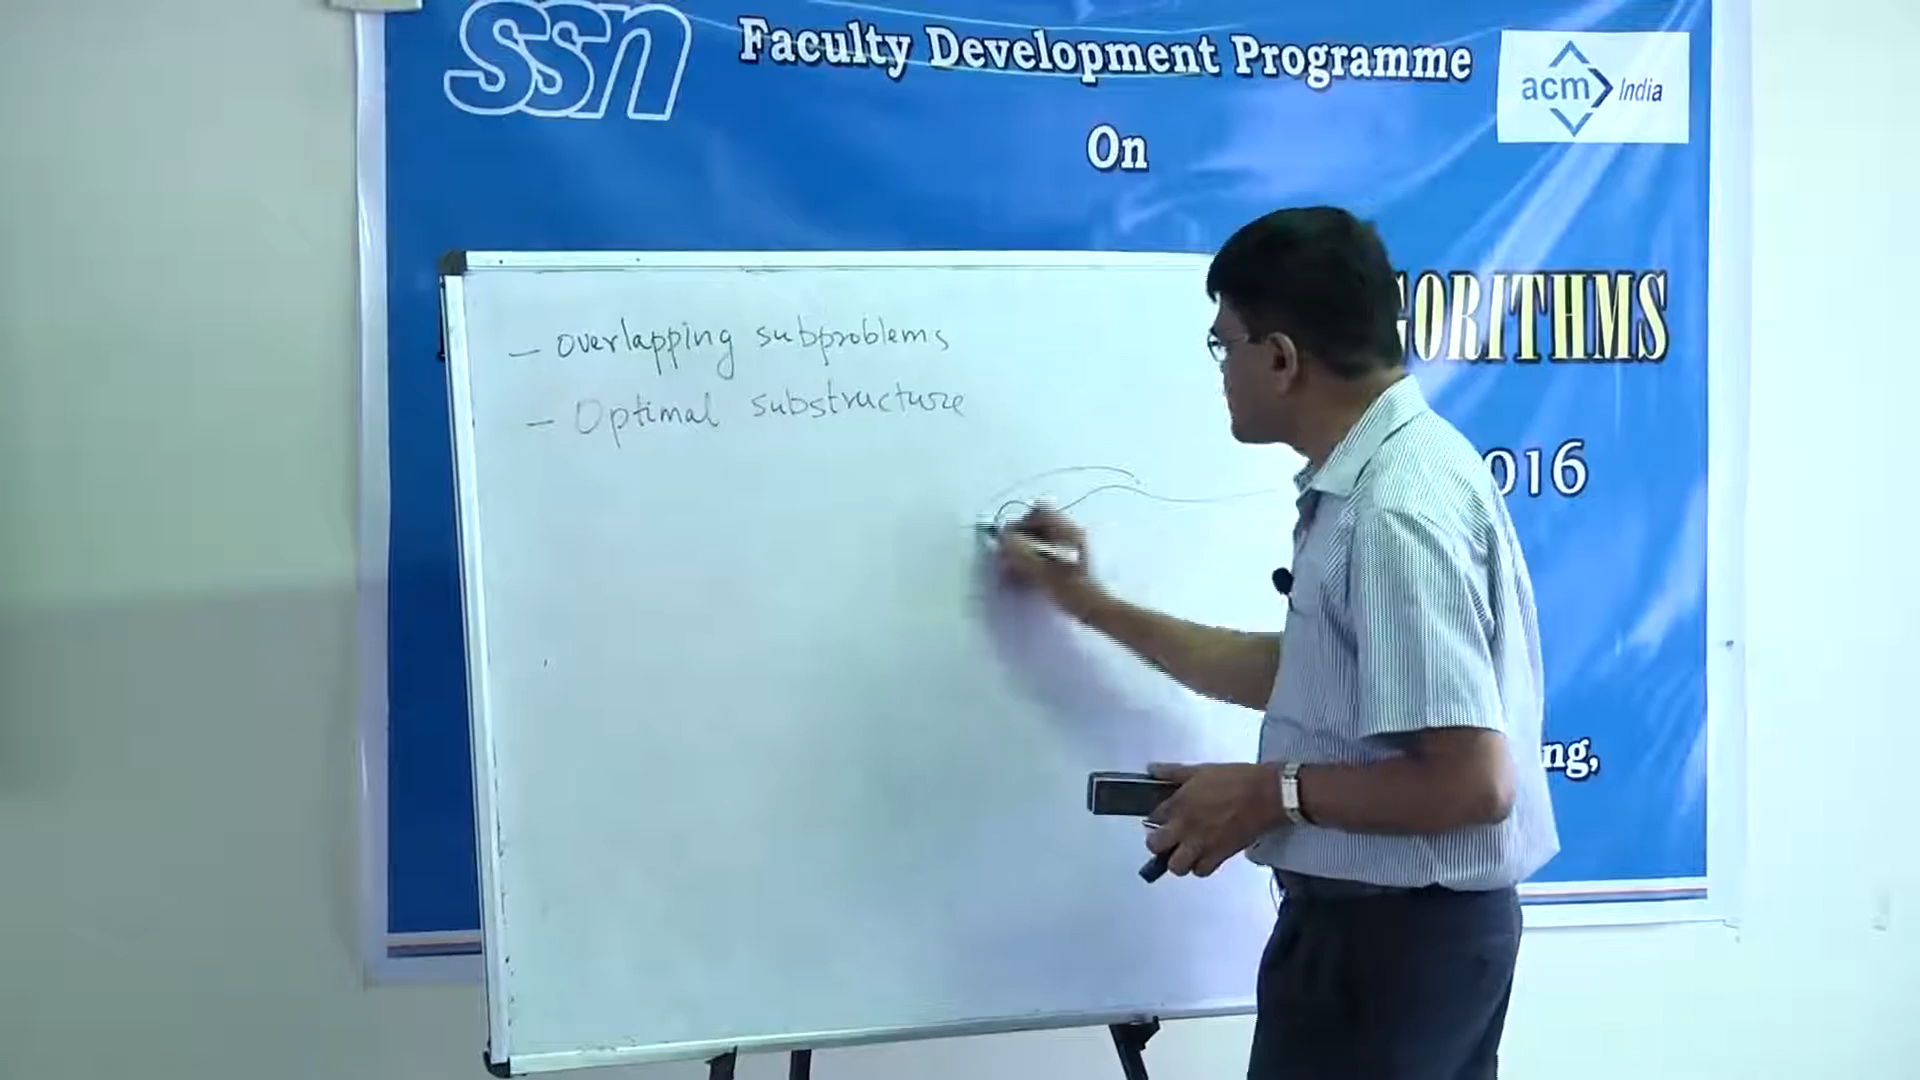 ssn
Faculty Development Programme
On
acm India
GORITHMS
016
ng,
- overlapping subproblems
- Optimal substructure